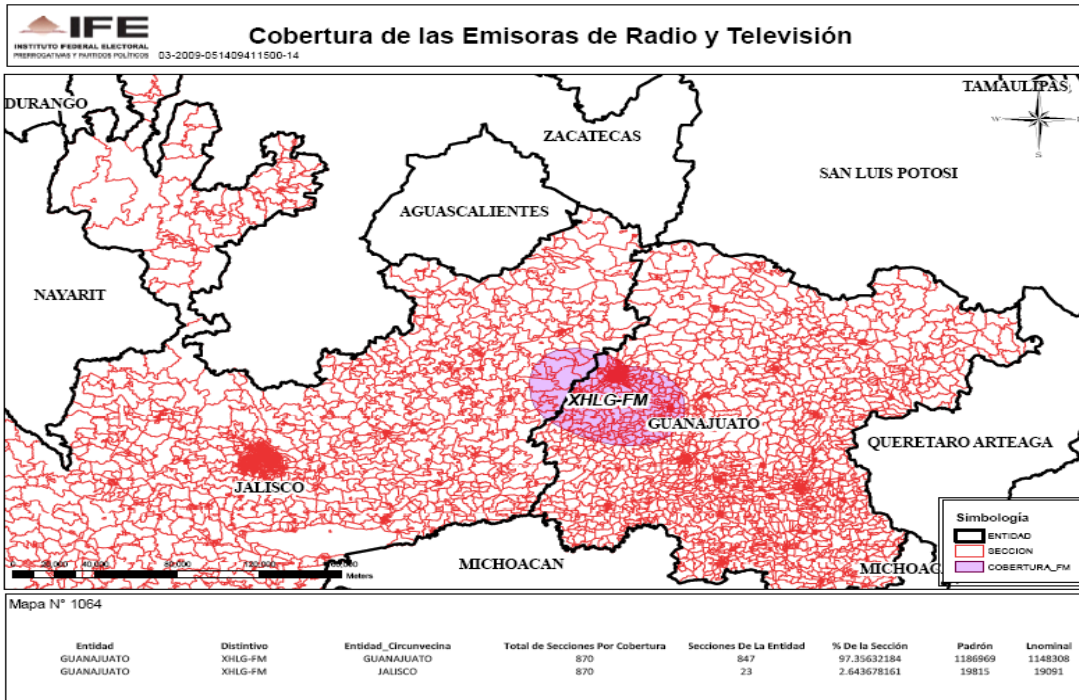 IFE
INSTITUTO FEDERAL ELECTORAL
PRERROGATIVAS Y PARTIDOS POLÍTICOS
03-2009-051409411500-14
Cobertura de las Emisoras de Radio y Televisión
DURANGO
TAMAULIPAS
ZACATECAS
W
S
SAN LUIS POTOSI
AGUASCALIENTES
NAYARIT
XHLG-FM
GUANAJUATO
QUERETARO ARTEAGA
JALISCO
MICHOACAN
MICHOAC
0
Meters
Simbología
ENTIDAD
SECCION
COBERTURA_FM
Mapa N° 1064
Entidad Distintivo Entidad_Circunvecina Total de Secciones Por Cobertura Secciones De La Entidad % De la Sección Padrón Lnominal
GUANAJUATO XHLG-FM GUANAJUATO 870 847 97.35632184 1186969 1148308
GUANAJUATO XHLG-FM JALISCO 870 23 2.643678161 19815 19091